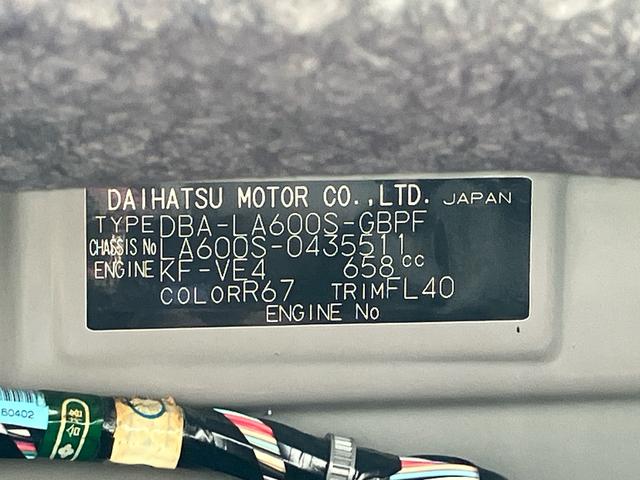 DAIHATSU MOTOR CO.,LTD. JAPAN
TYPE DBA-LA600S-GBPF
CHASSIS No LA600S-0435511
ENGINE KF-VE4 658cc
COLOR R67 TRIM FL40
ENGINE No
60402